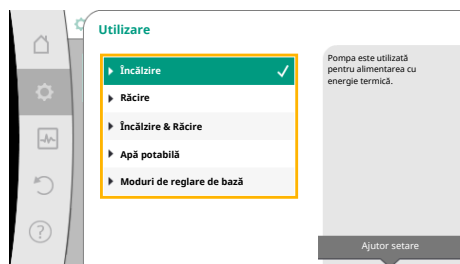 Utilizare
Încălzire
Răcire
Încălzire & Răcire
Apă potabilă
Moduri de reglare de bază
Pompa este utilizată
pentru alimentarea cu
energie termică.
Ajutor setare